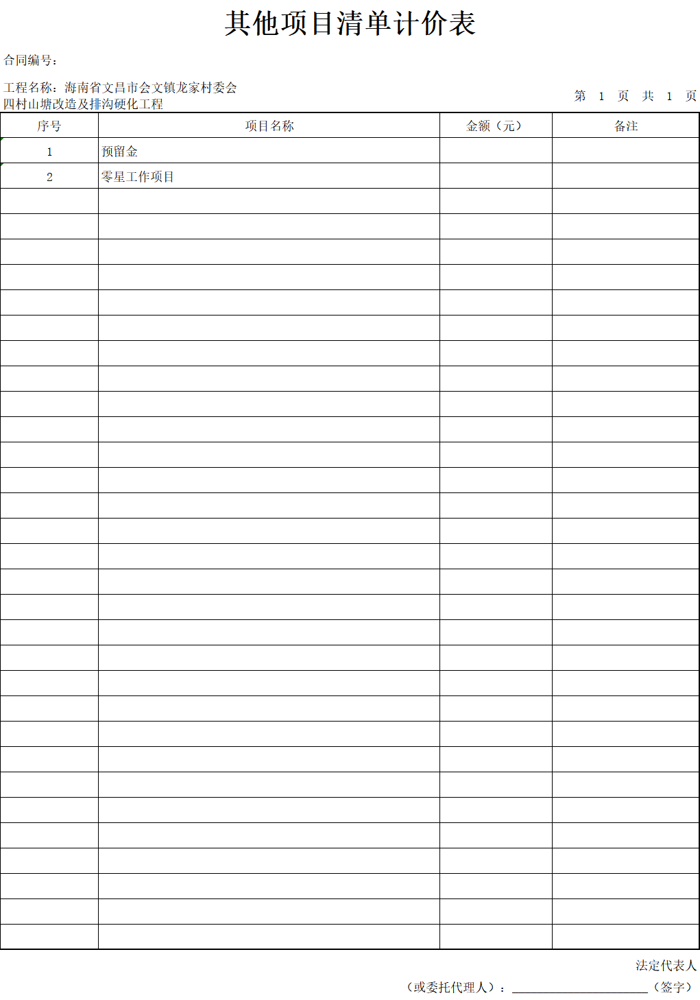 其他项目清单计价表
合同编号：
工程名称：海南省文昌市会文镇龙家村委会
四村山塘改造及排沟硬化工程
第 1 页 共 1 页
序号 项目名称 金额（元） 备注
1 预留金
2 零星工作项目
法定代表人
（或委托代理人）：______________________（签字）